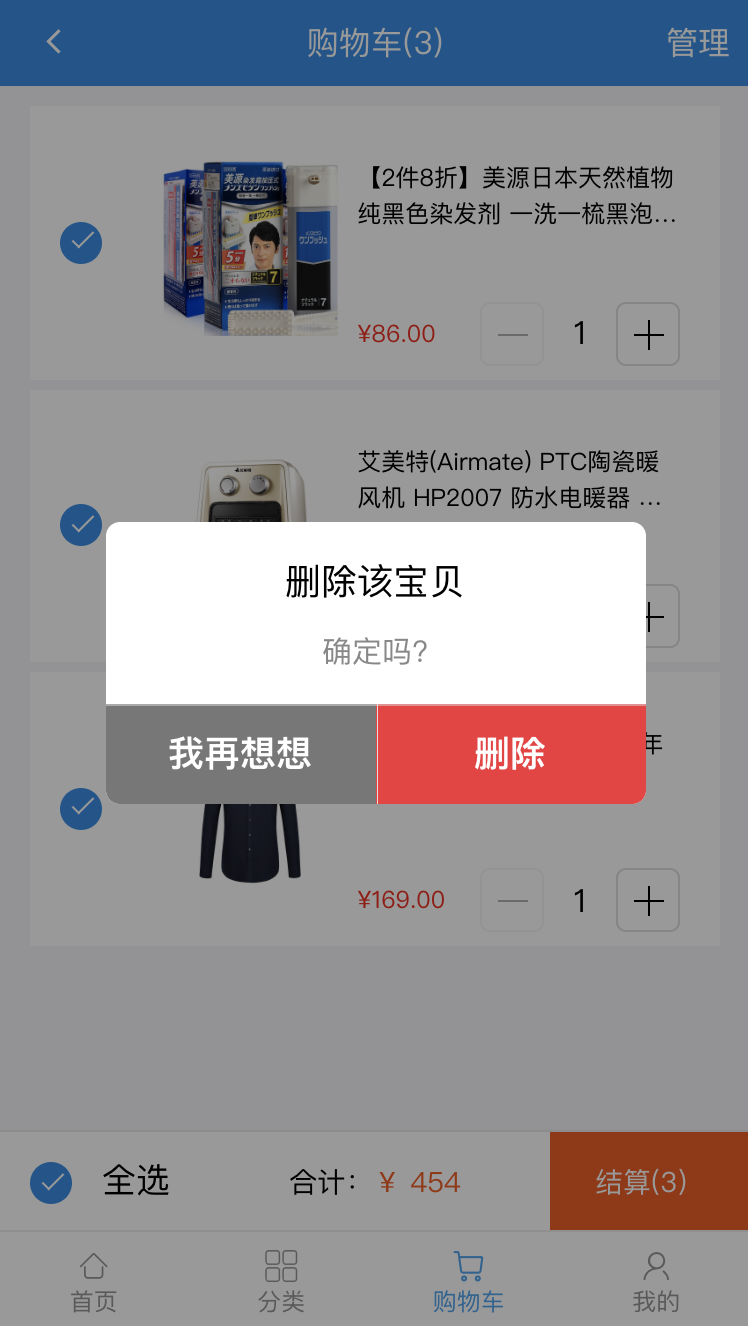 购物车(3)
管理
【2件8折】美源日本天然植物
纯黑色染发剂 一洗一梳黑泡...
¥86.00
1
艾美特(Airmate) PTC陶瓷暖
风机 HP2007 防水电暖器 ...
删除该宝贝
确定吗?
我再想想
删除
年
¥169.00
1
全选
合计：
¥ 454
结算(3)
首页
分类
购物车
我的